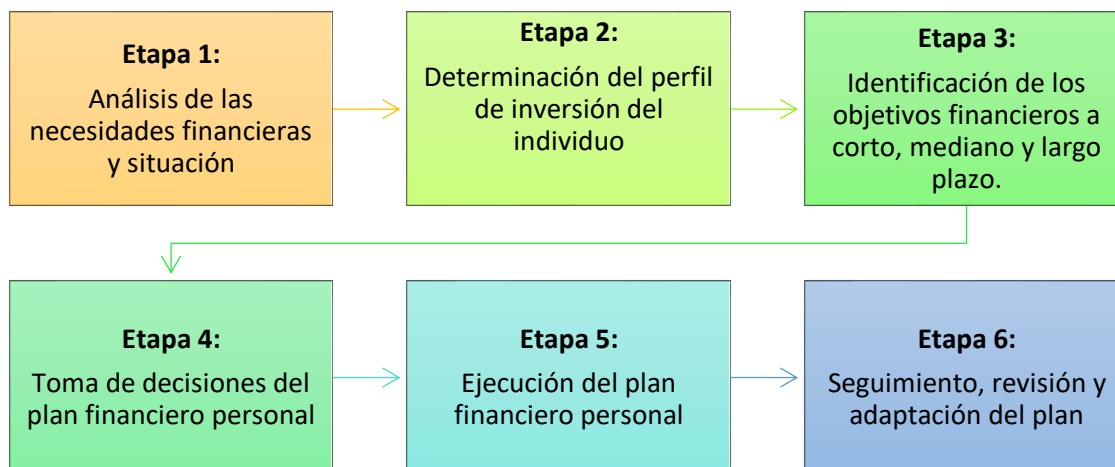 Etapa 1:
Análisis de las
necesidades financieras
y situación
Etapa 2:
Determinación del perfil
de inversión del
individuo
Etapa 3:
Identificación de los
objetivos financieros a
corto, mediano y largo
plazo.
Etapa 4:
Toma de decisiones del
plan financiero personal
Etapa 5:
Ejecución del plan
financiero personal
Etapa 6:
Seguimiento, revisión y
adaptación del plan